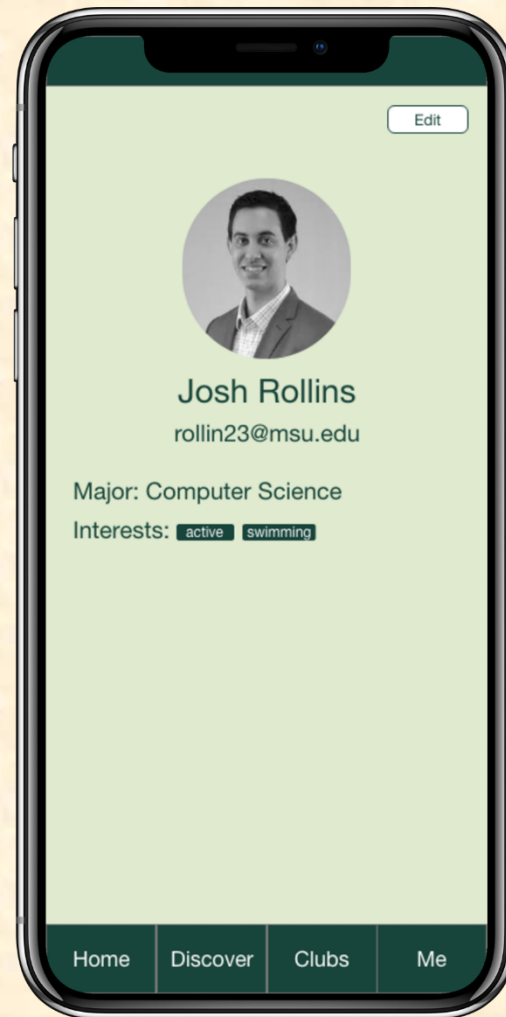 Edit
Josh Rollins
rollin23@msu.edu
Major: Computer Science
Interests: active swimming
Home Discover Clubs Me